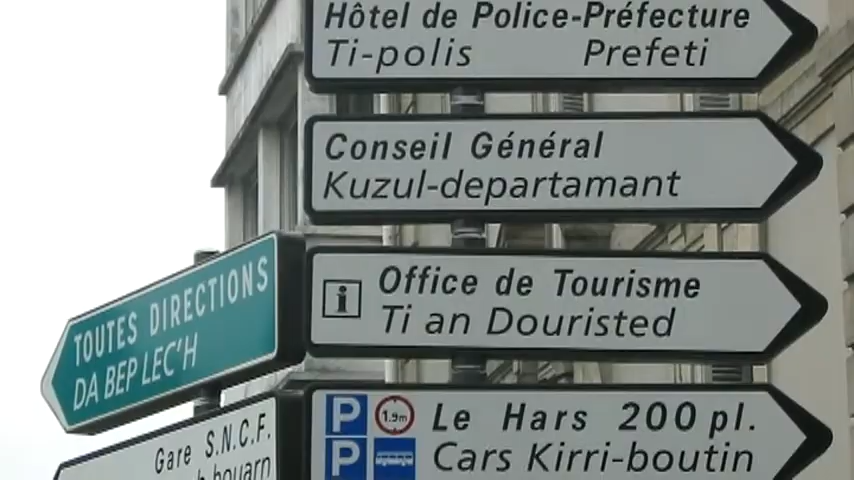 Hôtel de Police-Préfecture
Ti-polis Prefeti
Conseil Général
Kuzul-departamant
Office de Tourisme
Ti an Douristed
TOUTES DIRECTIONS
DA BEP LEC'H
P 1.9m Le Hars 200 pl.
P Cars Kirri-boutin
Gare S.N.C.F.